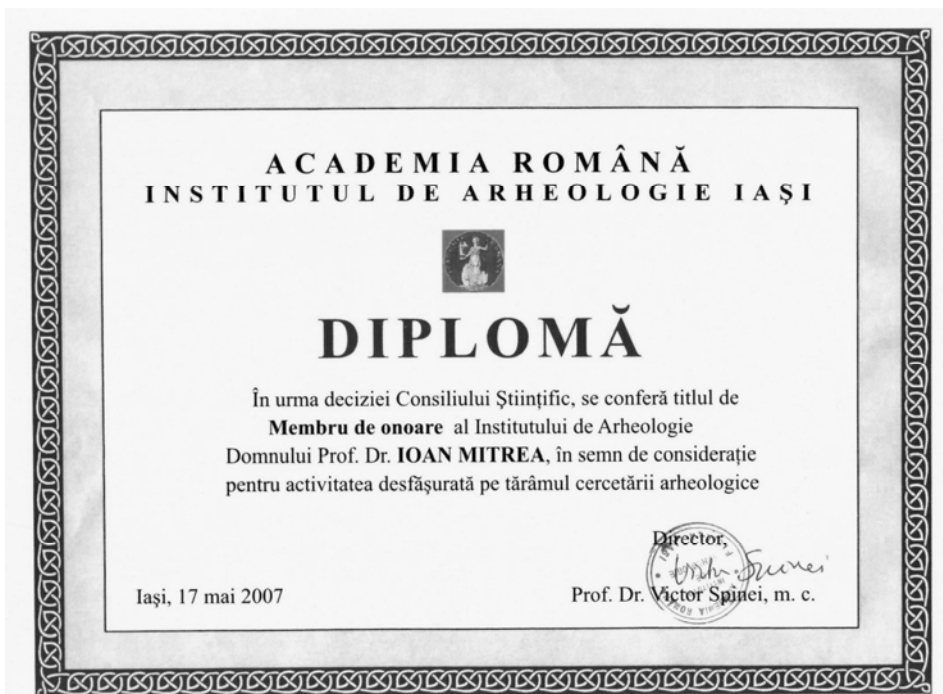 ACADEMIA ROMÂNĂ
INSTITUTUL DE ARHEOLOGIE IAŞI
DIPLOMĂ
În urma deciziei Consiliului Ştiinţific, se conferă titlul de
Membru de onoare al Institutului de Arheologie
Domnului Prof. Dr. IOAN MITREA, în semn de consideraţie
pentru activitatea desfăşurată pe tărâmul cercetării arheologice
Director,
Iaşi, 17 mai 2007
Prof. Dr. Victor Spinei, m. c.